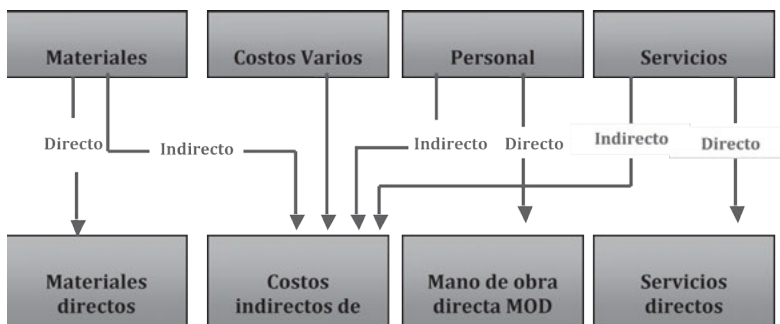 Materiales
Costos Varios
Personal
Servicios
Directo
Indirecto
Indirecto
Directo
Indirecto
Directo
Materiales
directos
Costos
indirectos de
Mano de obra
directa MOD
Servicios
directos